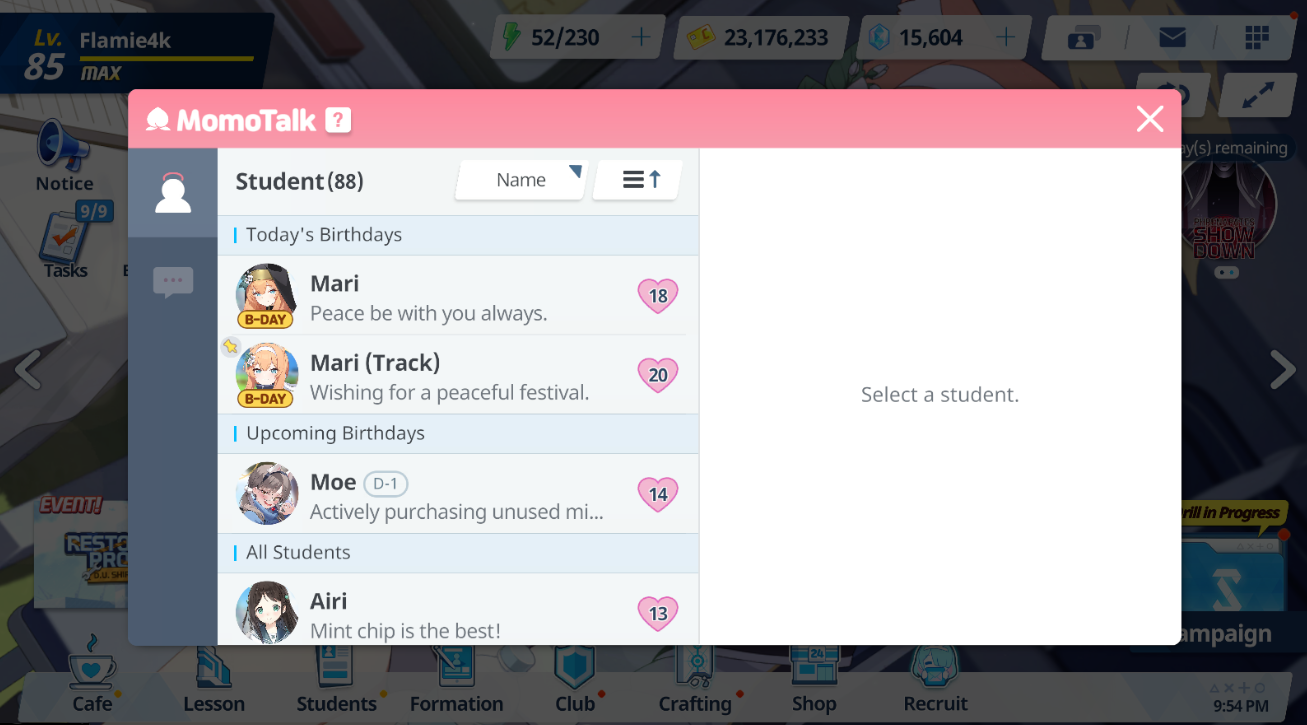 Lv. 85 MAX
Flamie4k
52/230
23,176,233
15,604
MomoTalk ?
Notice
9/9
Tasks
Student(88)
Name
Today's Birthdays
Mari
Peace be with you always.
B-DAY
18
Mari (Track)
Wishing for a peaceful festival.
B-DAY
20
Upcoming Birthdays
Moe D-1
Actively purchasing unused mi...
14
All Students
Airi
Mint chip is the best!
13
Select a student.
remaining
SHOW
DOWN
EVENT!
in Progress
Cafe
Lesson
Students
Formation
Club
Crafting
24
Shop
Recruit
9:54 PM